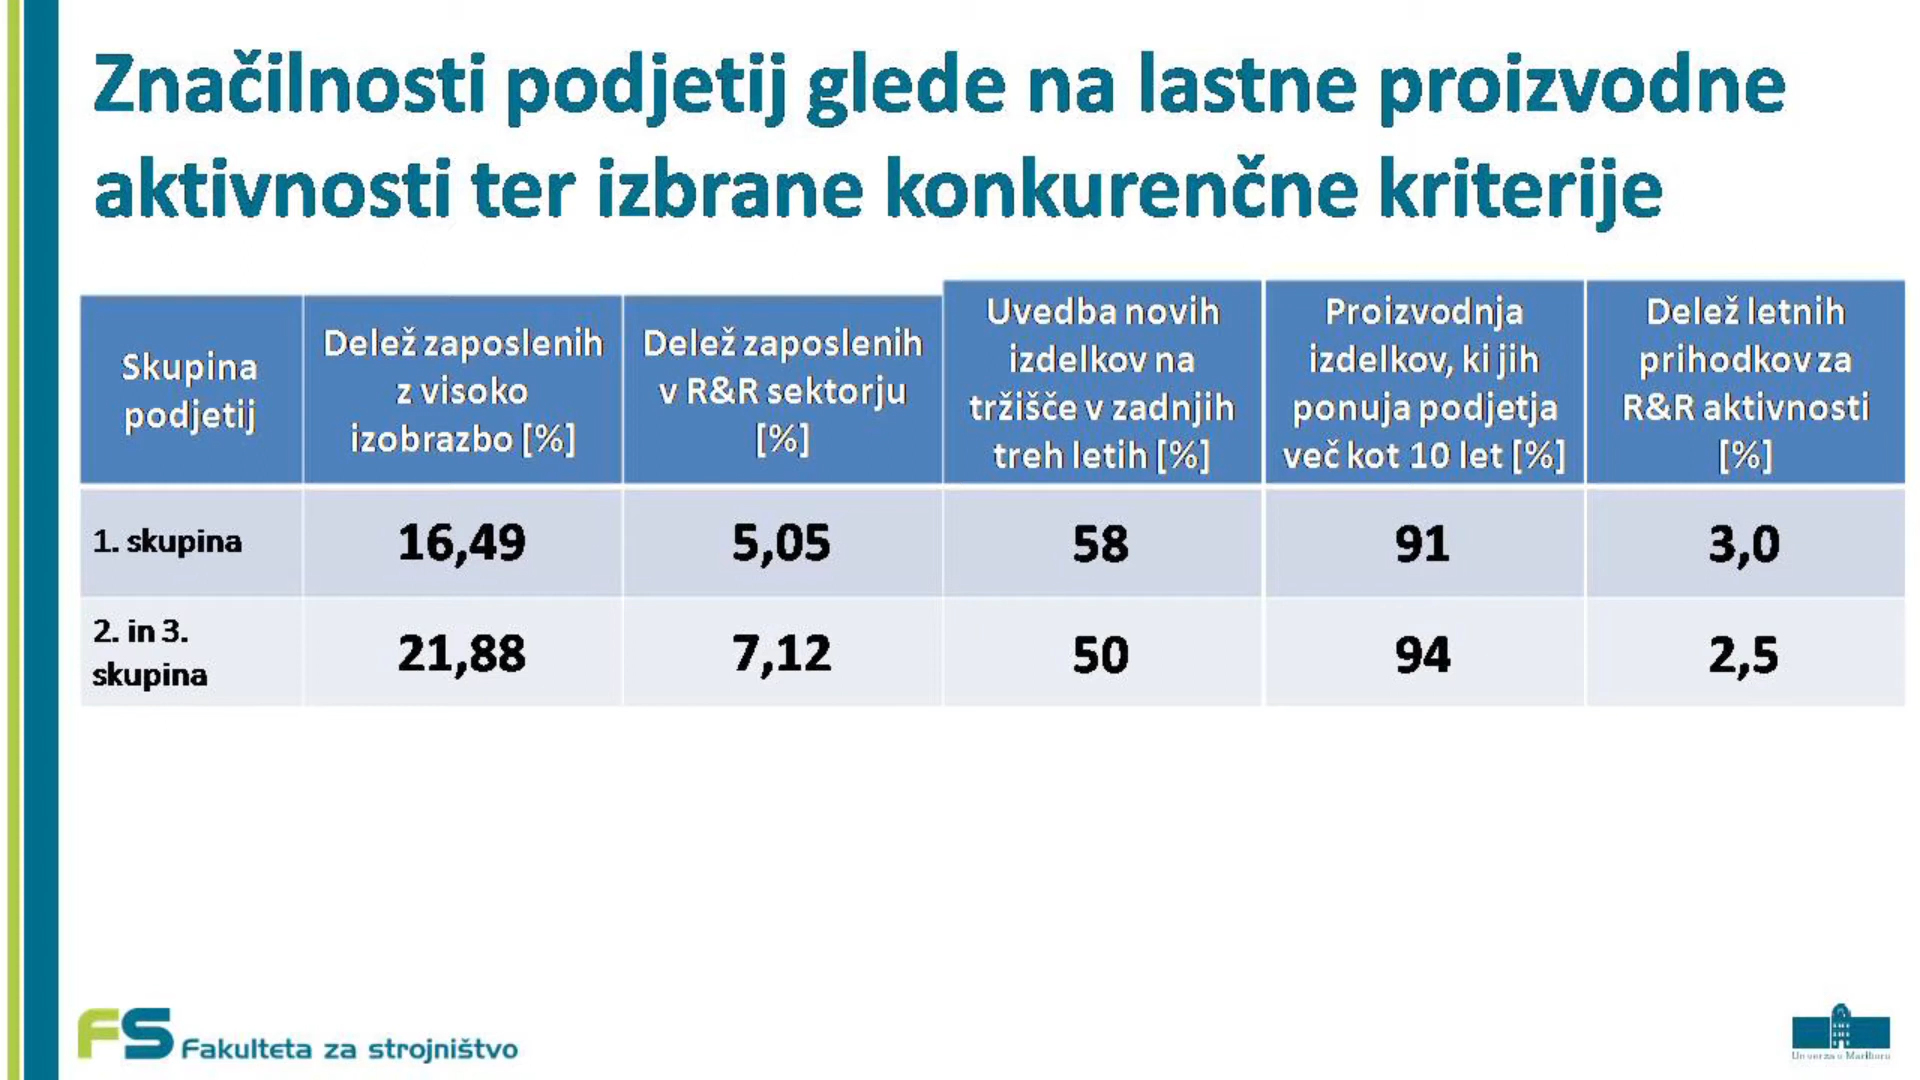 Značilnosti podjetij glede na lastne proizvodne
aktivnosti ter izbrane konkurenčne kriterije
Skupina
podjetij
Delež zaposlenih
z visoko
izobrazbo [%]
Delež zaposlenih
v R&R sektorju
[%]
Uvedba novih
izdelkov na
tržišče v zadnjih
treh letih [%]
Proizvodnja
izdelkov, ki jih
ponuja podjetja
več kot 10 let [%]
Delež letnih
prihodkov za
R&R aktivnosti
[%]
1. skupina
16,49
5,05
58
91
3,0
2. in 3.
skupina
21,88
7,12
50
94
2,5
FS Fakulteta za strojništvo
Univerza v Mariboru